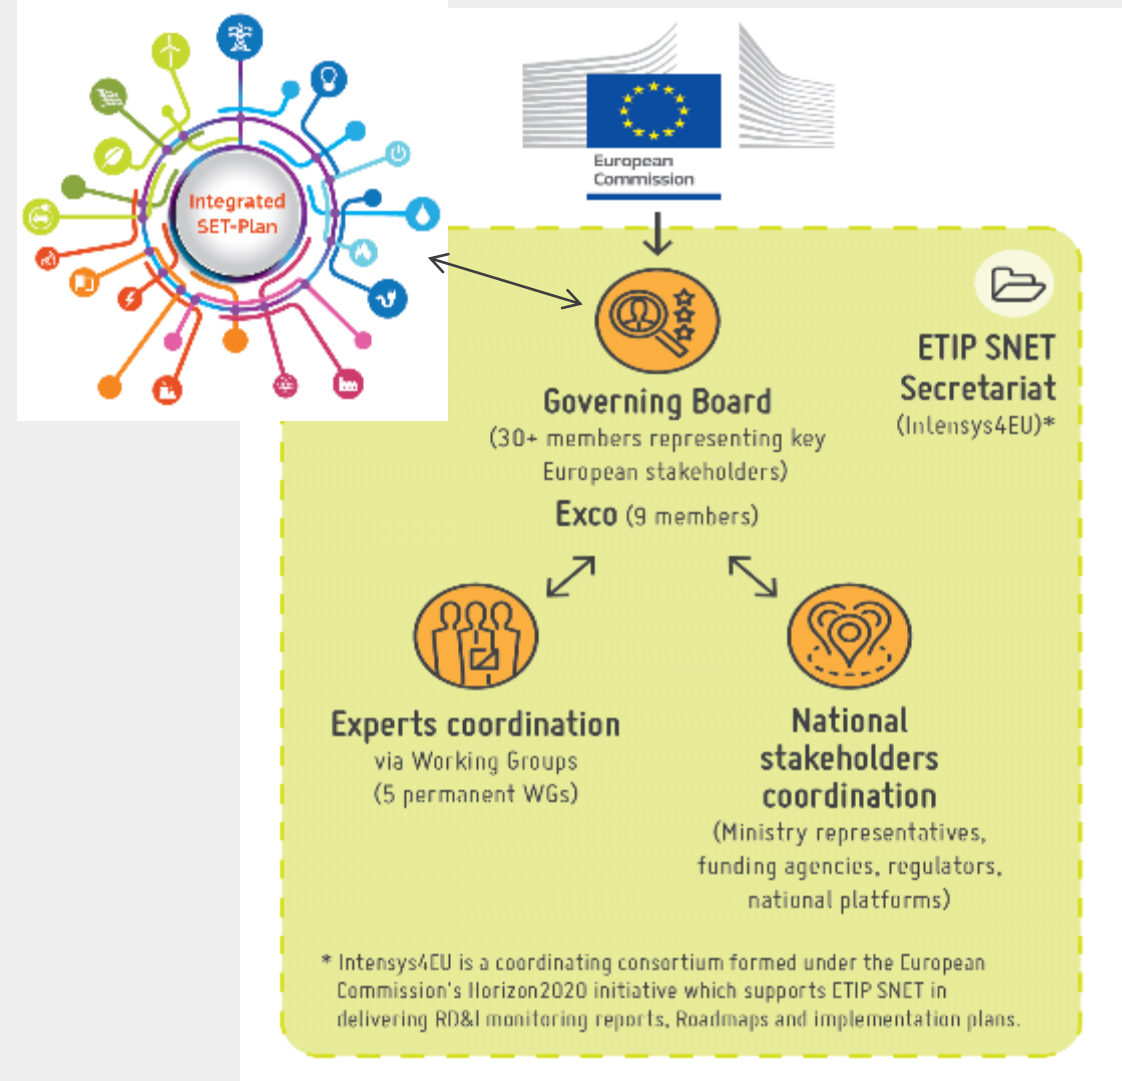 Integrated
SET-Plan
European
Commission
Governing Board
(30+ members representing key
European stakeholders)
Exco (9 members)
ETIP SNET
Secretariat
(Intensys4EU)*
Experts coordination
via Working Groups
(5 permanent WGs)
National
stakeholders
coordination
(Ministry representatives,
funding agencies, regulators,
national platforms)
* Intensys4EU is a coordinating consortium formed under the European
Commission's Horizon2020 initiative which supports ETIP SNET in
delivering RD&I monitoring reports, Roadmaps and implementation plans.